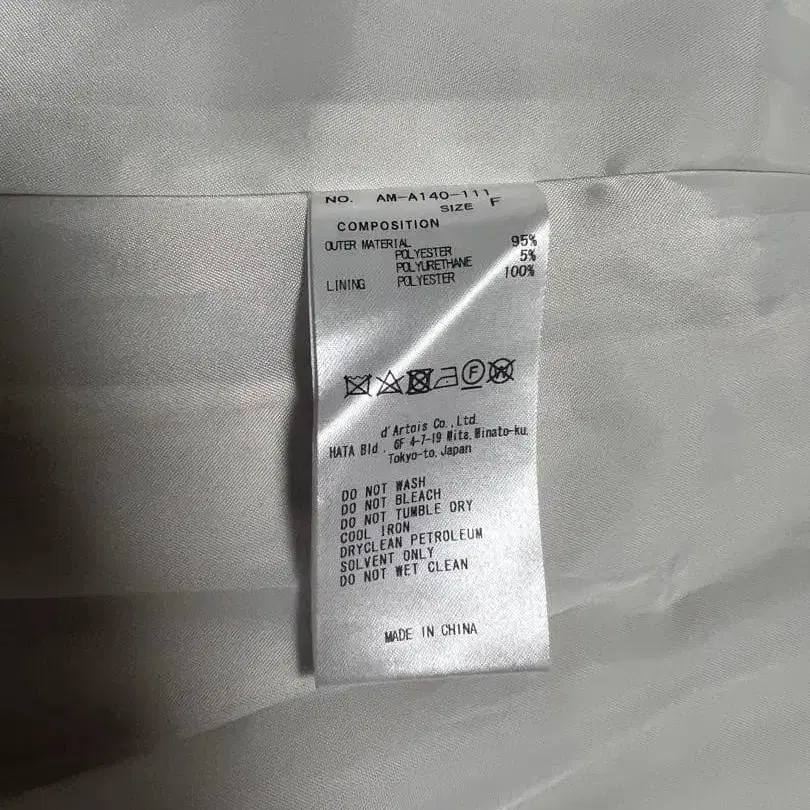 NO. AM-A140-111
SIZE F
COMPOSITION
OUTER MATERIAL
POLYESTER 95%
POLYURETHANE 5%
LINING POLYESTER 100%
F W
d'Artois Co., Ltd.
HATA Bld. 6F 4-7-19 Mita, Minato-ku,
Tokyo-to, Japan
DO NOT WASH
DO NOT BLEACH
DO NOT TUMBLE DRY
COOL IRON
DRYCLEAN PETROLEUM
SOLVENT ONLY
DO NOT WET CLEAN
MADE IN CHINA